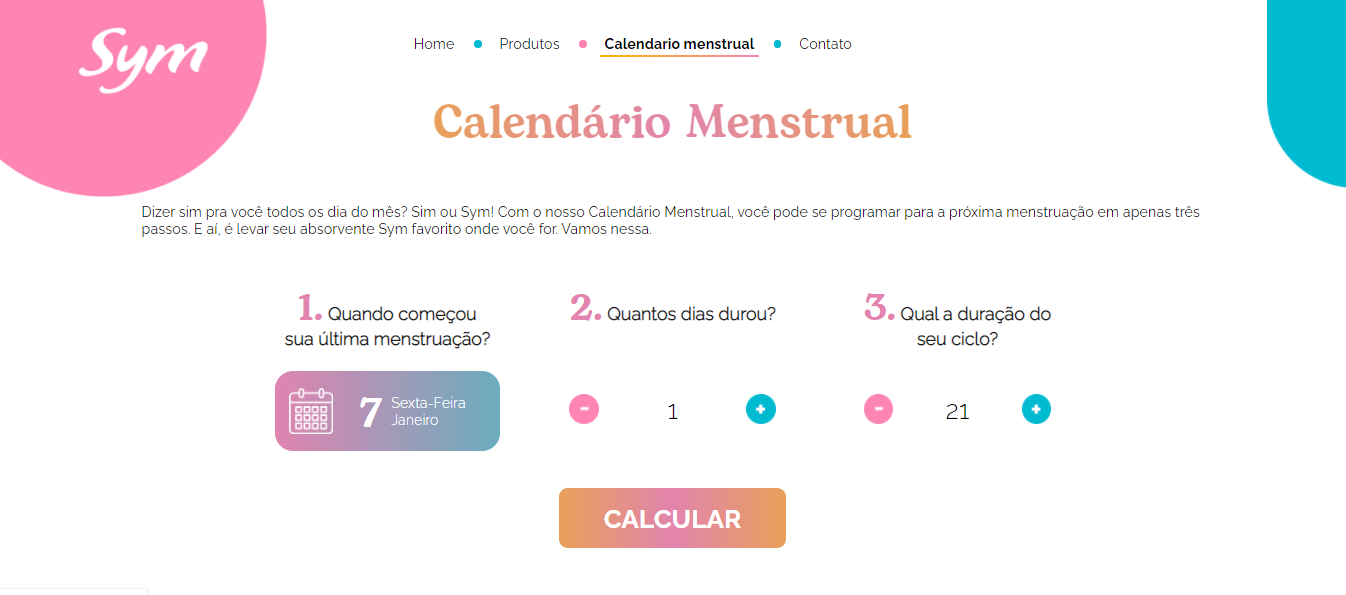 Sym
Home
Produtos
Calendario menstrual
Contato
Calendário Menstrual
Dizer sim pra você todos os dia do mês? Sim ou Sym! Com o nosso Calendário Menstrual, você pode se programar para a próxima menstruação em apenas três
passos. E aí, é levar seu absorvente Sym favorito onde você for. Vamos nessa.
1. Quando começou
sua última menstruação?
7 Sexta-Feira
Janeiro
2. Quantos dias durou?
- 1 +
3. Qual a duração do
seu ciclo?
- 21 +
CALCULAR